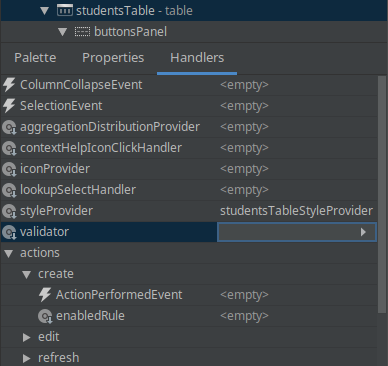 studentsTable - table
buttonsPanel
Palette Properties Handlers
ColumnCollapseEvent <empty>
SelectionEvent <empty>
aggregationDistributionProvider <empty>
contextHelpIconClickHandler <empty>
iconProvider <empty>
lookupSelectHandler <empty>
styleProvider studentsTableStyleProvider
validator
actions
create
ActionPerformedEvent <empty>
enabledRule <empty>
edit
refresh